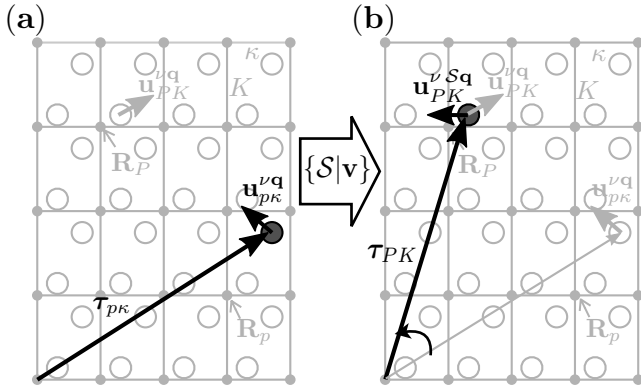 (a)
κ
u^{νq}_{PK}
K
R_P
u^{νq}_{pκ}
τ_{pκ}
R_p
{S|v}
(b)
κ
u^{ν Sq}_{PK}
u^{νq}_{PK}
K
R_P
u^{νq}_{pκ}
τ_{PK}
R_p